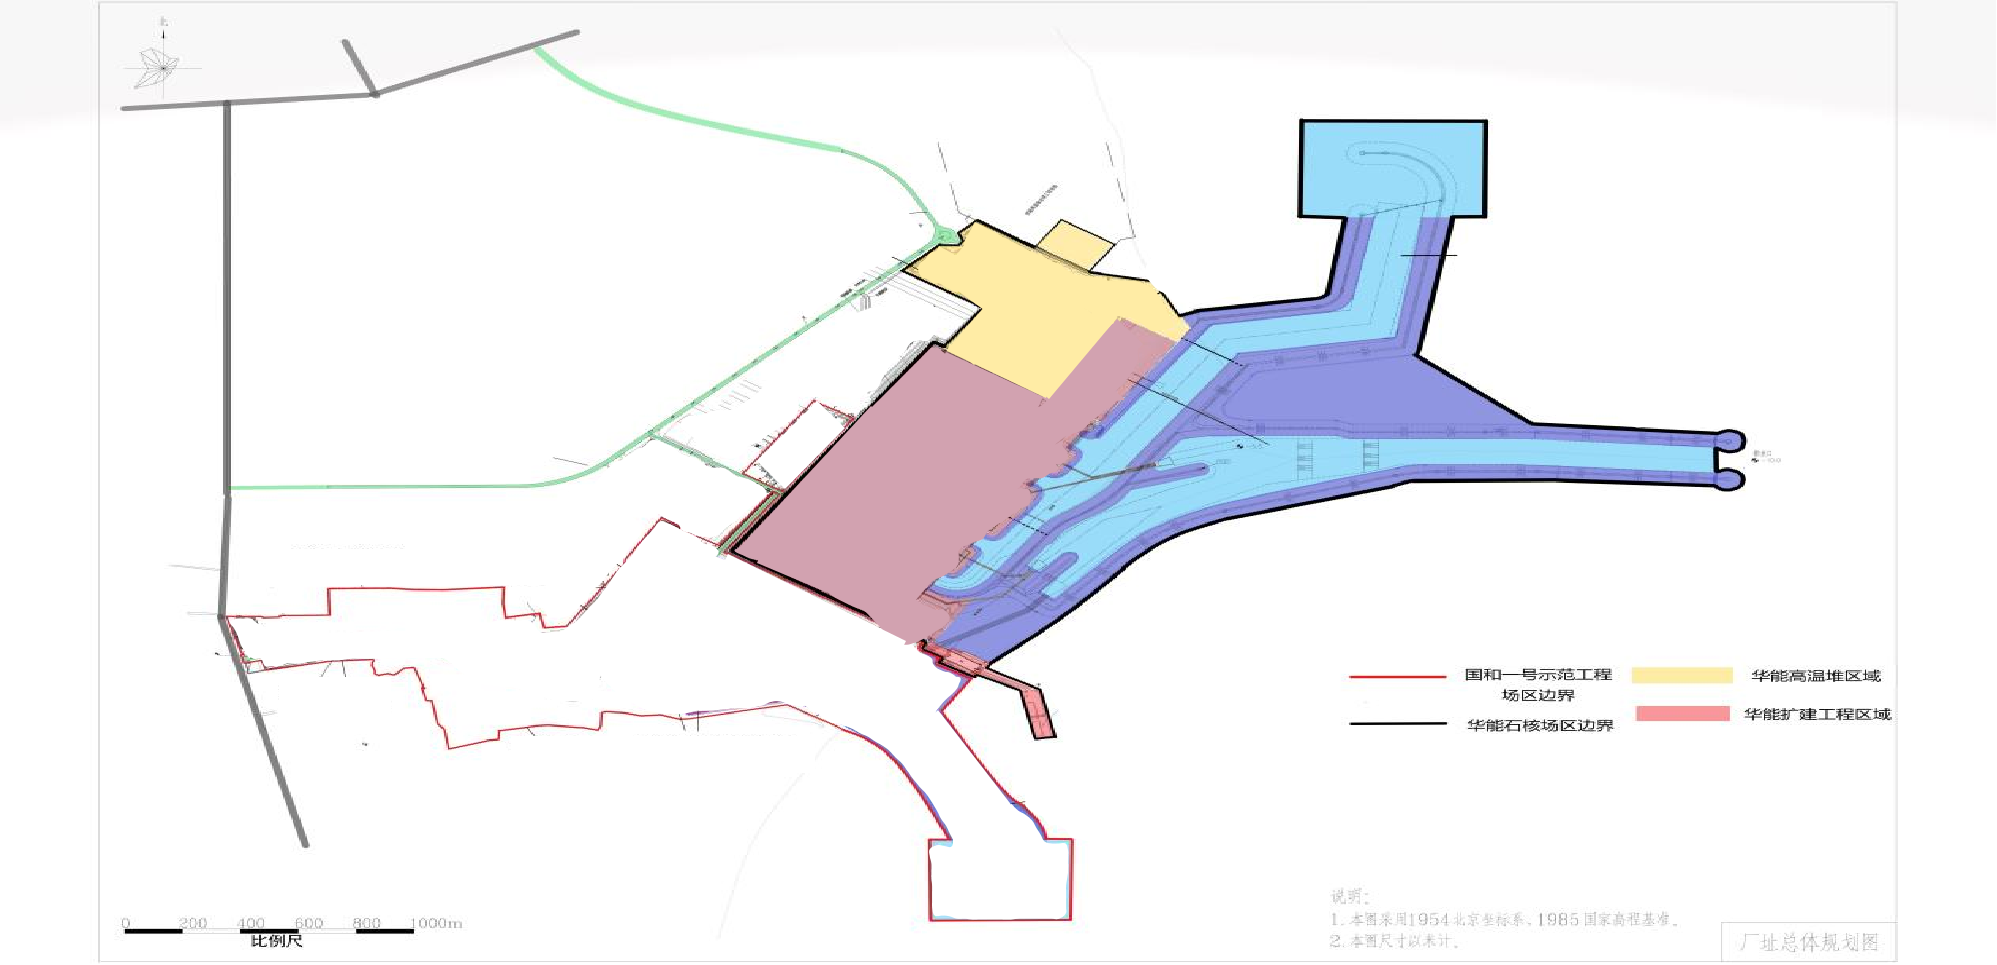 北
国和一号示范工程
场区边界
华能高温堆区域
华能石核场区边界
华能扩建工程区域
说明:
1. 本图采用1954北京坐标系, 1985国家高程基准.
2. 本图尺寸以米计.
0 200 400 600 800 1000m
比例尺
厂址总体规划图